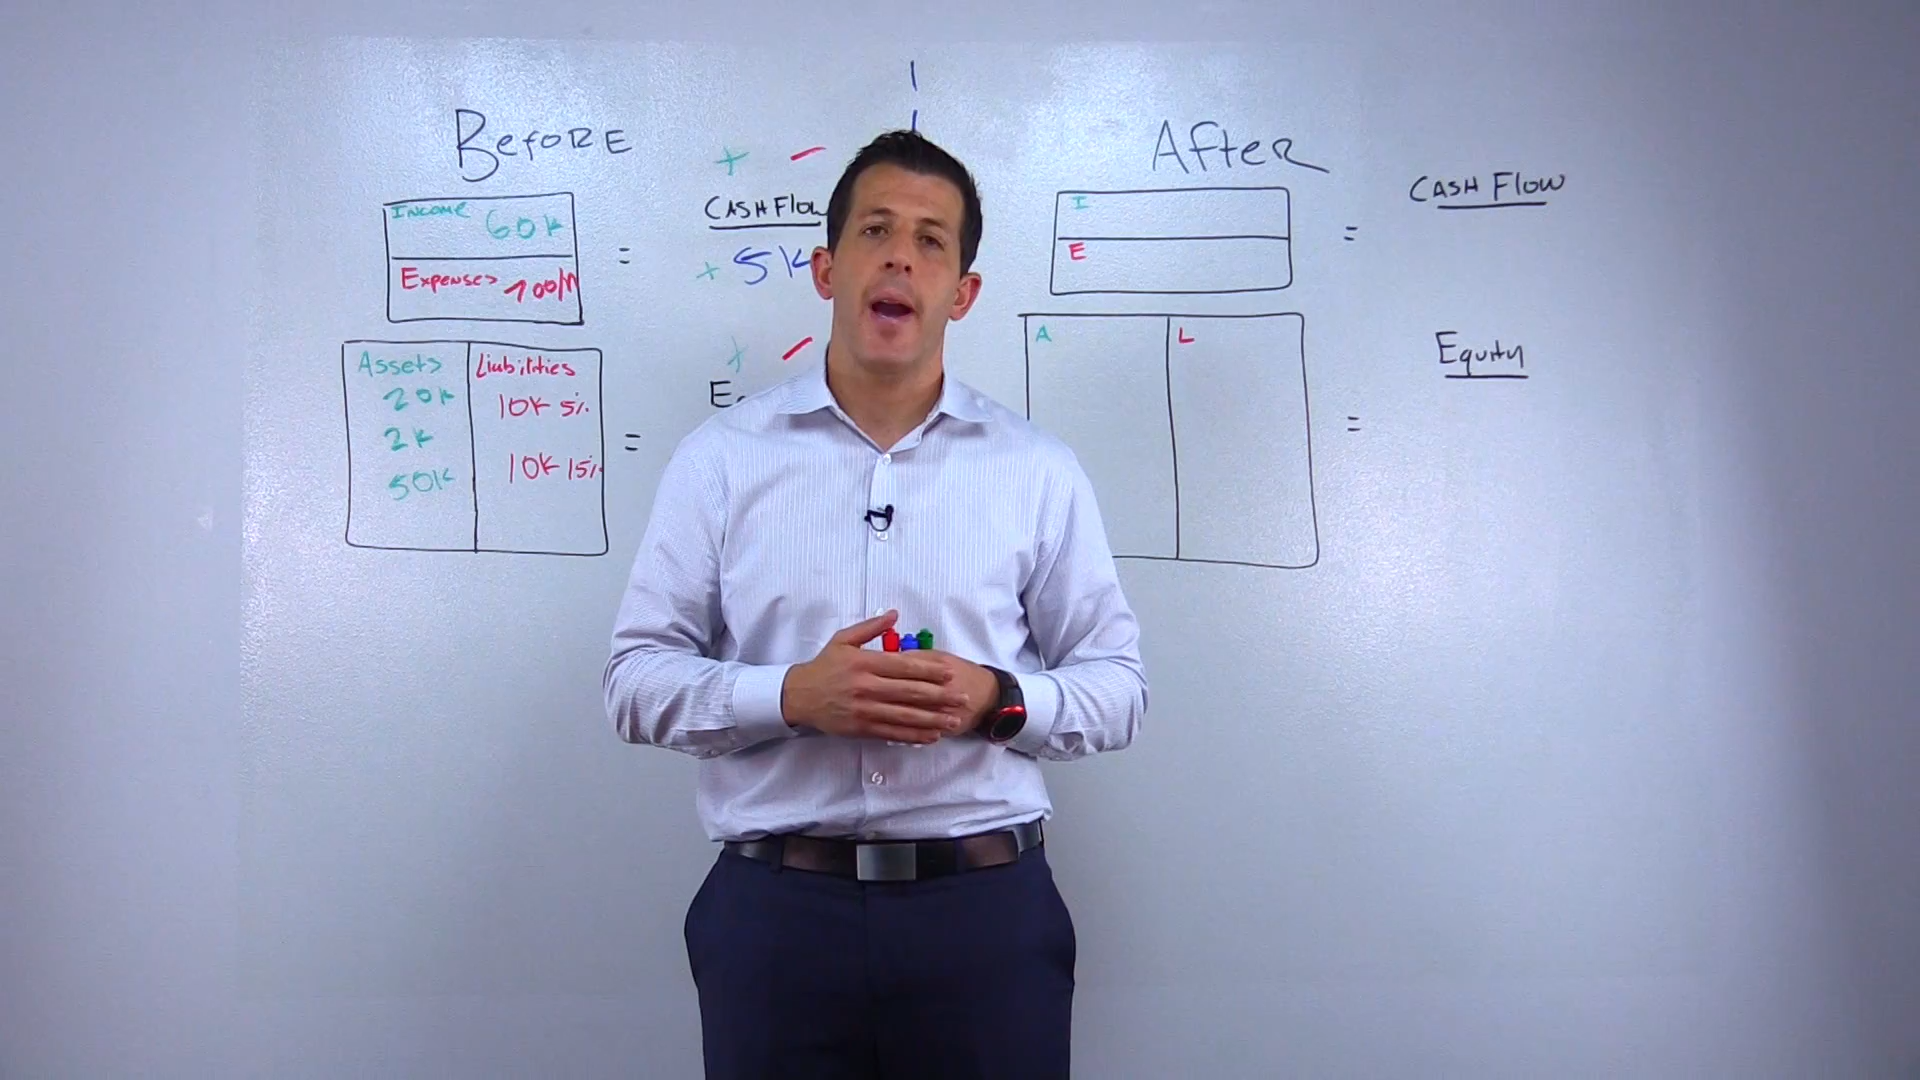 BefoRE
After
+ -
CASH Flow
INCOME 60K
=
Expenses 700/M
+ 5K
+ -
Assets Liabilities
20K 10K 5%
2K
50K 10K 15%
=
I
E
=
CASH Flow
A L
=
Equity